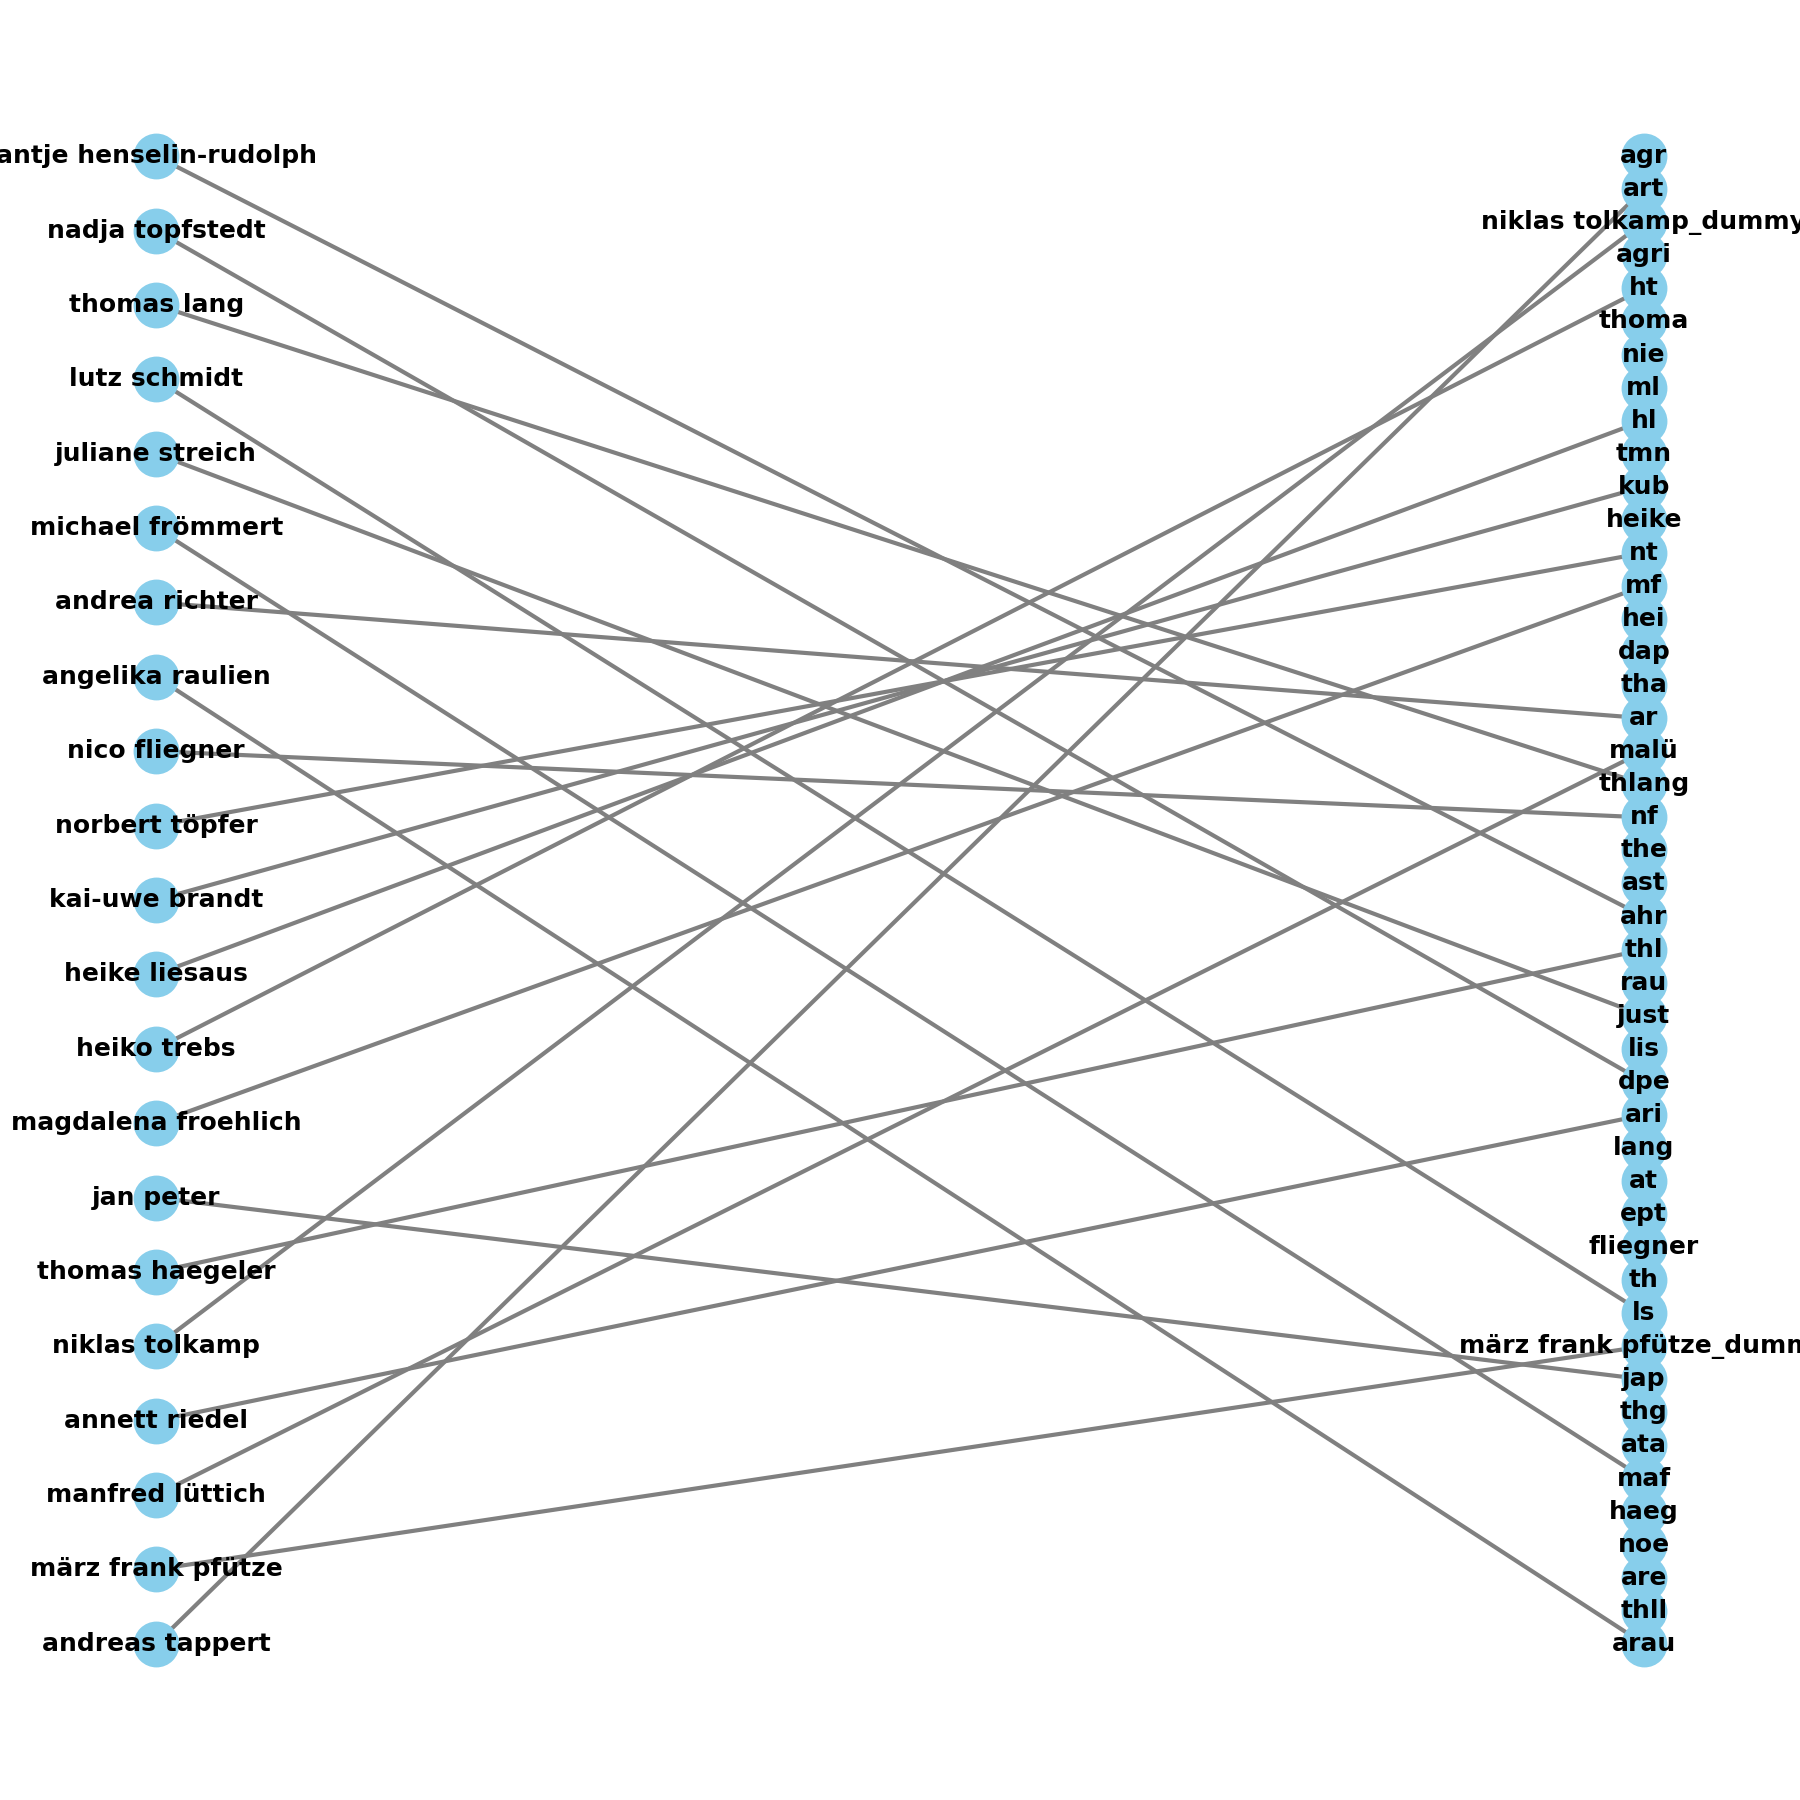 antje henselin-rudolph
nadja topfstedt
thomas lang
lutz schmidt
juliane streich
michael frömmert
andrea richter
angelika raulien
nico fliegner
norbert töpfer
kai-uwe brandt
heike liesaus
heiko trebs
magdalena froehlich
jan peter
thomas haegeler
niklas tolkamp
annett riedel
manfred lüttich
märz frank pfütze
andreas tappert
agr
art
niklas tolkamp_dummy
agri
ht
thoma
nie
ml
hl
tmn
kub
heike
nt
mf
hei
dap
tha
ar
malü
thlang
nf
the
ast
ahr
thl
rau
just
lis
dpe
ari
lang
at
ept
fliegner
th
ls
märz frank pfütze_dumm
jap
thg
ata
maf
haeg
noe
are
thll
arau